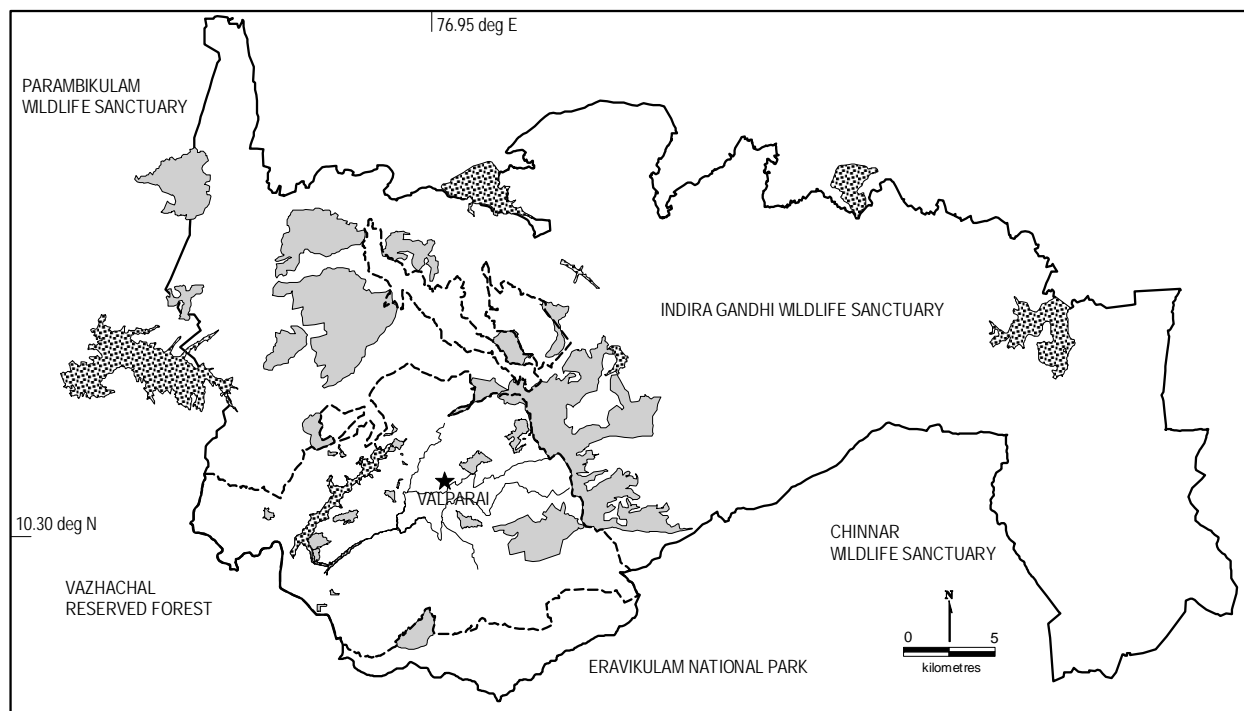 76.95 deg E
PARAMBIKULAM
WILDLIFE SANCTUARY
INDIRA GANDHI WILDLIFE SANCTUARY
VALPARAI
10.30 deg N
CHINNAR
WILDLIFE SANCTUARY
VAZHACHAL
RESERVED FOREST
N
0 5
kilometres
ERAVIKULAM NATIONAL PARK